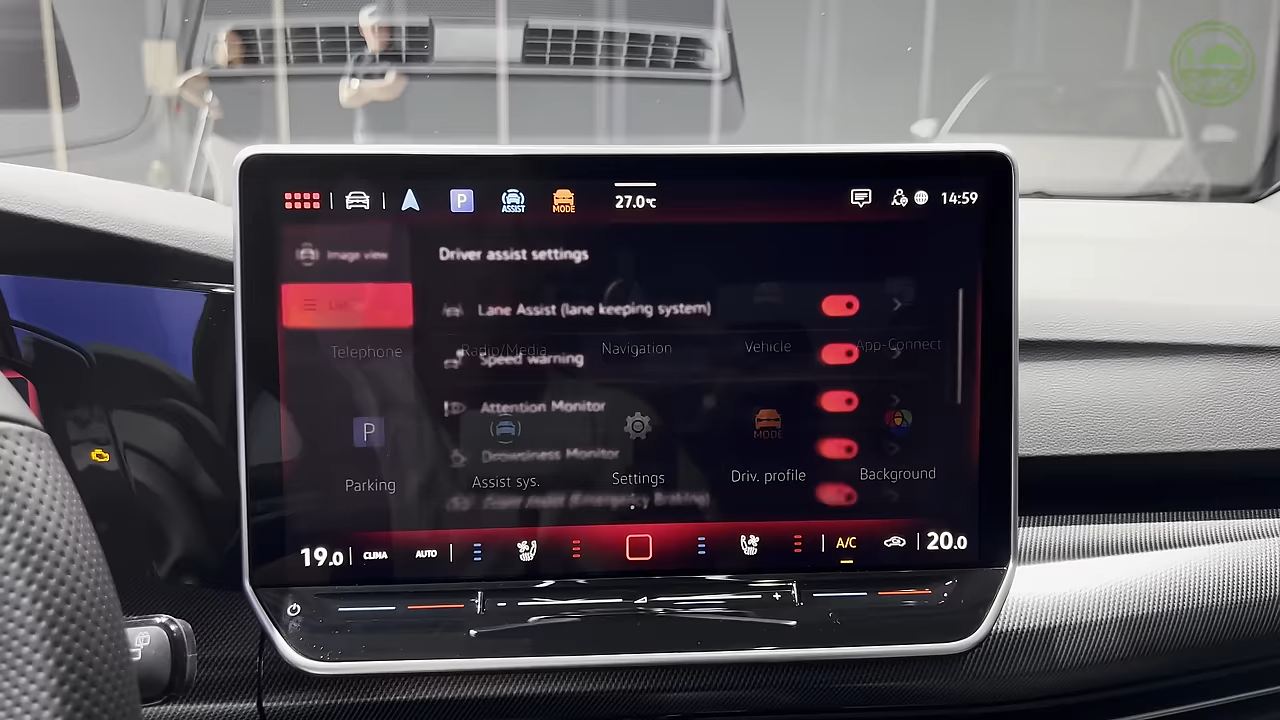 P
ASSIST
MODE
27.0°C
14:59
Image view
Driver assist settings
Lane Assist (lane keeping system)
Telephone
Radio/Media
Navigation
Vehicle
App-Connect
Speed warning
Attention Monitor
P
MODE
Drowsiness Monitor
Parking
Assist sys.
Settings
Driv. profile
Background
(Emergency Braking)
19.0
CLIMA
AUTO
A/C
20.0
- +